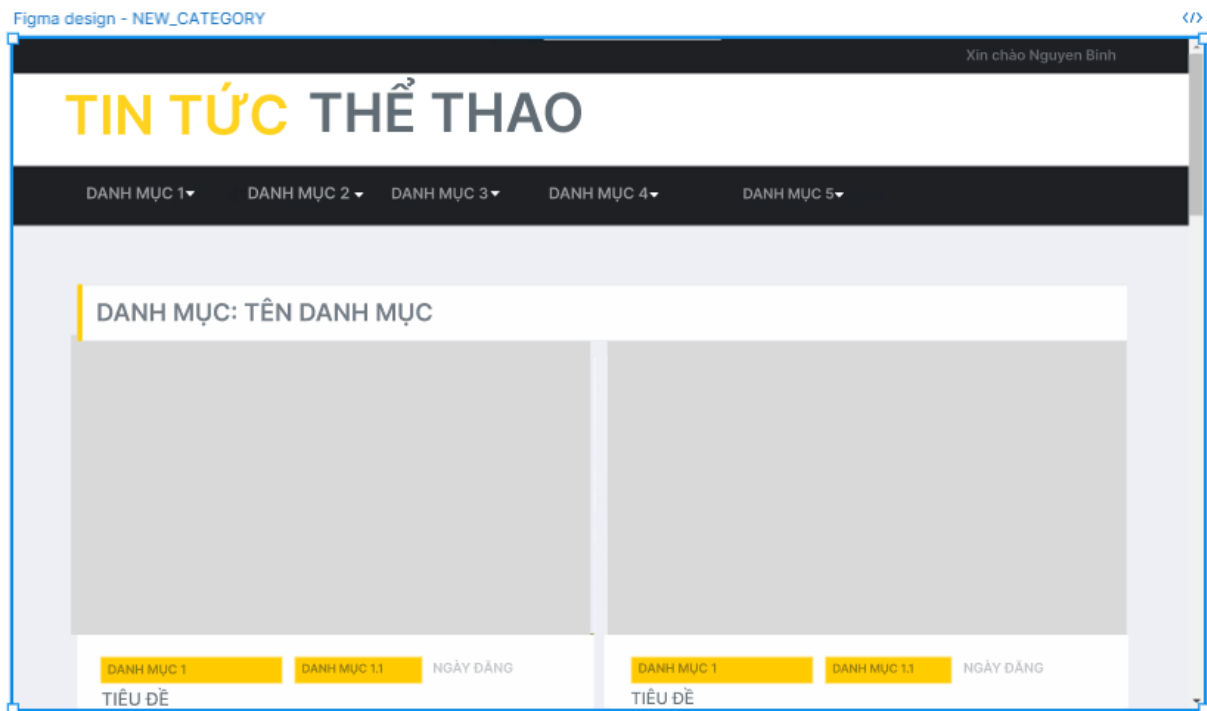 Figma design - NEW_CATEGORY
</>
Xin chào Nguyen Binh
TIN TỨC THỂ THAO
DANH MỤC 1 DANH MỤC 2 DANH MỤC 3 DANH MỤC 4 DANH MỤC 5
DANH MỤC: TÊN DANH MỤC
DANH MỤC 1 DANH MỤC 1.1 NGÀY ĐĂNG
TIÊU ĐỀ
DANH MỤC 1 DANH MỤC 1.1 NGÀY ĐĂNG
TIÊU ĐỀ